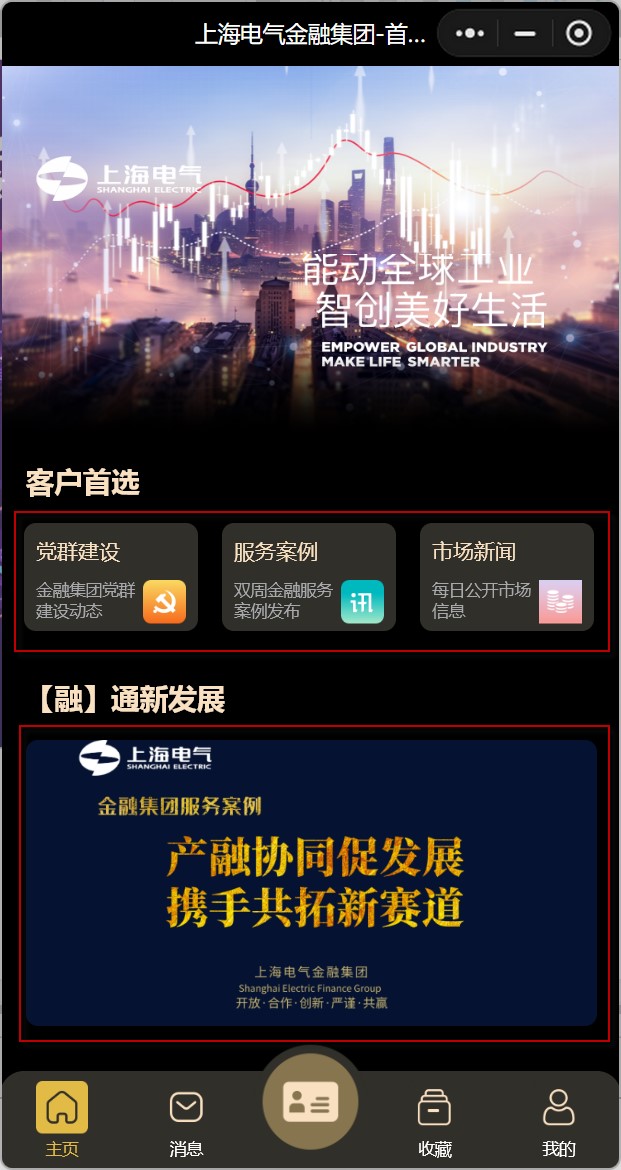 上海电气金融集团-首...
上海电气
SHANGHAI ELECTRIC
能动全球工业
智创美好生活
EMPOWER GLOBAL INDUSTRY
MAKE LIFE SMARTER
客户首选
党群建设
金融集团党群
建设动态
服务案例
双周金融服务
案例发布
讯
市场新闻
每日公开市场
信息
【融】通新发展
上海电气
SHANGHAI ELECTRIC
金融集团服务案例
产融协同促发展
携手共拓新赛道
上海电气金融集团
Shanghai Electric Finance Group
开放·合作·创新·严谨·共赢
主页
消息
收藏
我的